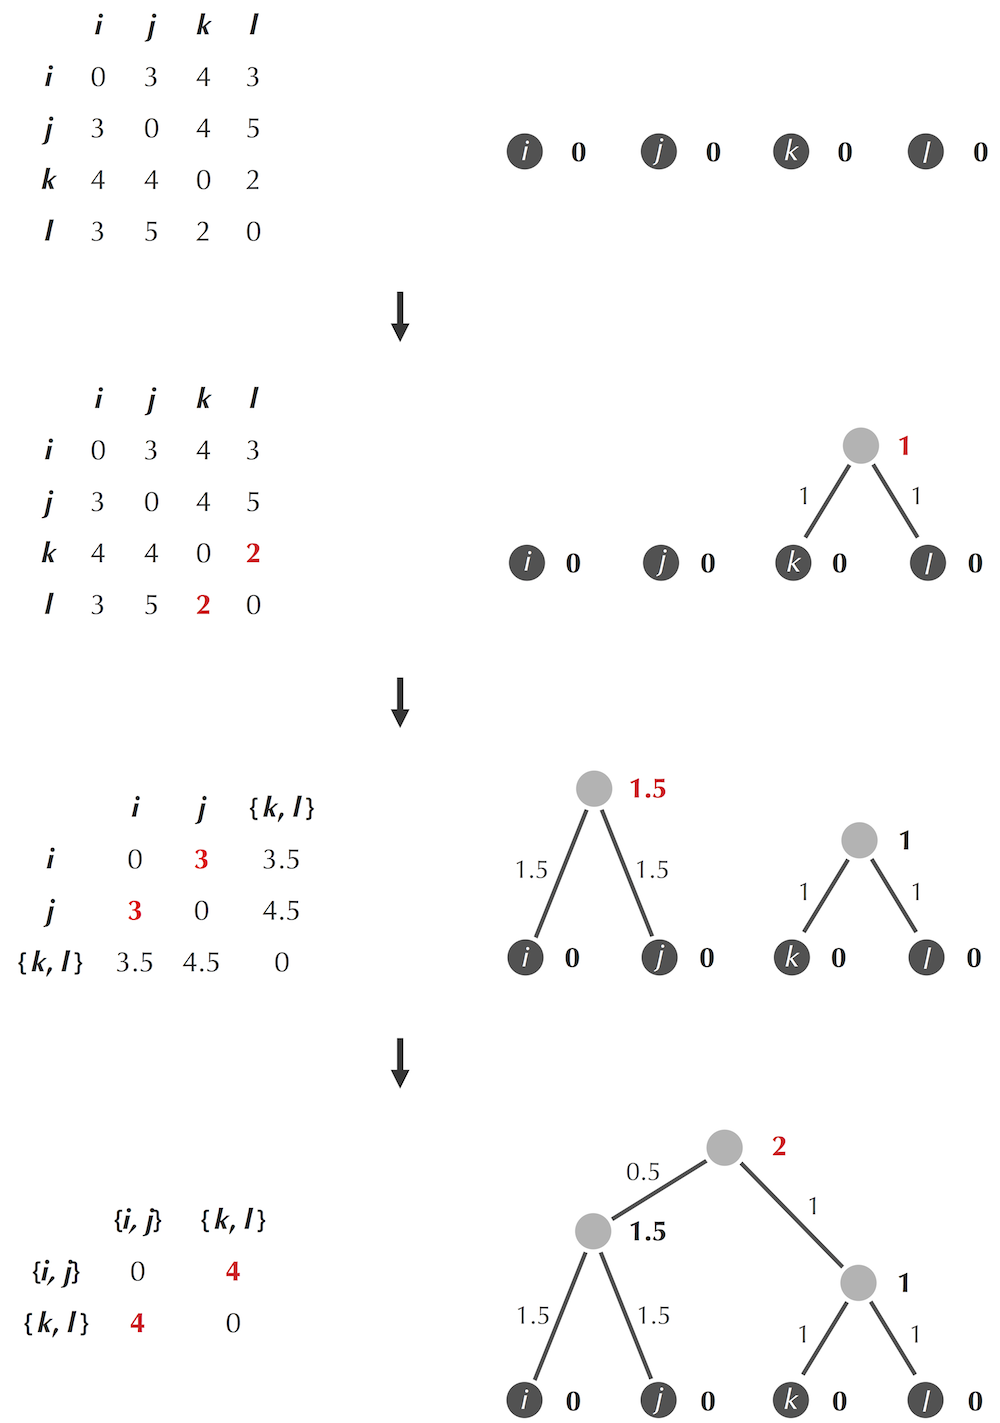 i j k l
i 0 3 4 3
j 3 0 4 5
k 4 4 0 2
l 3 5 2 0
i 0 j 0 k 0 l 0
i j k l
i 0 3 4 3
j 3 0 4 5
k 4 4 0 2
l 3 5 2 0
1
1 1
i 0 j 0 k 0 l 0
i j {k, l}
i 0 3 3.5
j 3 0 4.5
{k, l} 3.5 4.5 0
1.5
1
1.5 1.5 1 1
i 0 j 0 k 0 l 0
{i, j} {k, l}
{i, j} 0 4
{k, l} 4 0
2
0.5 1
1.5
1
1.5 1.5 1 1
i 0 j 0 k 0 l 0